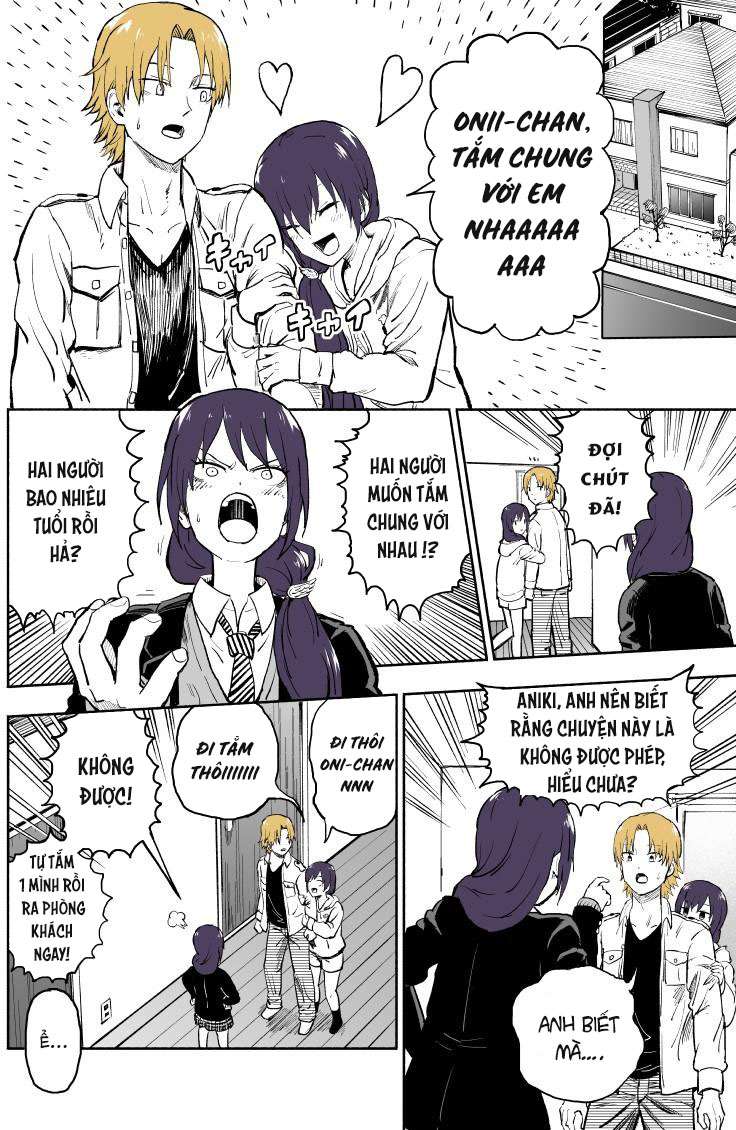 ONII-CHAN,
TẮM CHUNG
VỚI EM
NHAAAAA
AAA
キャイ
キャイ
ĐỢI
CHÚT
ĐÃ!
HAI NGƯỜI
MUỐN TẮM
CHUNG VỚI
NHAU !?
HAI NGƯỜI
BAO NHIÊU
TUỔI RỒI
HẢ?
ANIKI, ANH NÊN BIẾT
RẰNG CHUYỆN NÀY LÀ
KHÔNG ĐƯỢC PHÉP,
HIỂU CHƯA?
ANH BIẾT
MÀ....
ĐI THÔI
ONI-CHAN
NNN
ĐI TẮM
THÔIIIIIII
KHÔNG
ĐƯỢC!
TỰ TẮM
1 MÌNH RỒI
RA PHÒNG
KHÁCH
NGAY!
Ể...